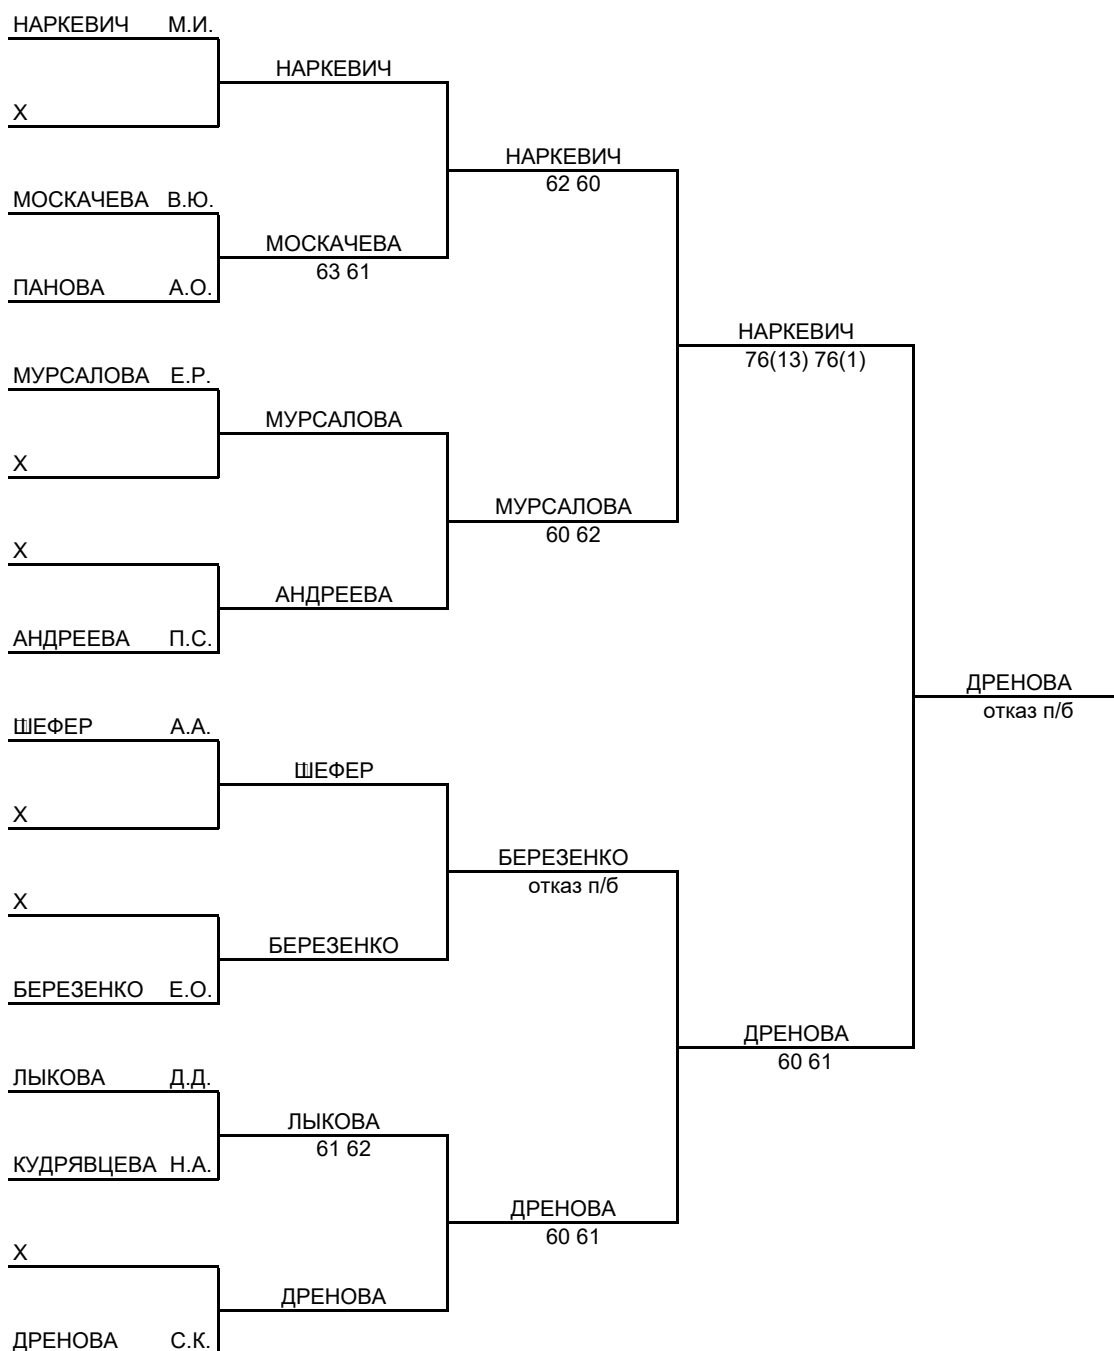 НАРКЕВИЧ М.И.
НАРКЕВИЧ
X
НАРКЕВИЧ
62 60
МОСКАЧЕВА В.Ю.
МОСКАЧЕВА
63 61
ПАНОВА А.О.
НАРКЕВИЧ
76(13) 76(1)
МУРСАЛОВА Е.Р.
МУРСАЛОВА
X
МУРСАЛОВА
60 62
X
АНДРЕЕВА
АНДРЕЕВА П.С.
ДРЕНОВА
отказ п/б
ШЕФЕР А.А.
ШЕФЕР
X
БЕРЕЗЕНКО
отказ п/б
X
БЕРЕЗЕНКО
БЕРЕЗЕНКО Е.О.
ДРЕНОВА
60 61
ЛЫКОВА Д.Д.
ЛЫКОВА
61 62
КУДРЯВЦЕВА Н.А.
ДРЕНОВА
60 61
X
ДРЕНОВА
ДРЕНОВА С.К.